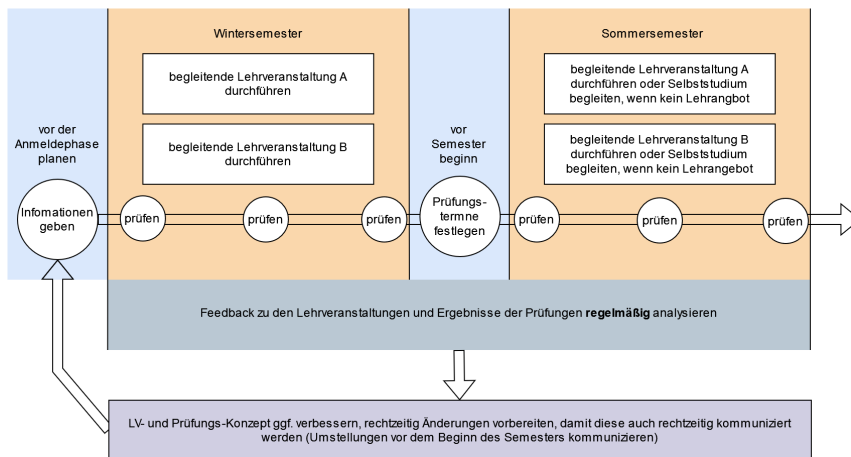 Wintersemester
begleitende Lehrveranstaltung A
durchführen
begleitende Lehrveranstaltung B
durchführen
Sommersemester
begleitende Lehrveranstaltung A
durchführen oder Selbststudium
begleiten, wenn kein Lehrangbot
begleitende Lehrveranstaltung B
durchführen oder Selbststudium
begleiten, wenn kein Lehrangebot
vor der
Anmeldephase
planen
vor
Semester
beginn
Infomationen
geben
prüfen
prüfen
prüfen
Prüfungs-
termne
festlegen
prüfen
prüfen
prüfen
Feedback zu den Lehrveranstaltungen und Ergebnisse der Prüfungen regelmäßig analysieren
LV- und Prüfungs-Konzept ggf. verbessern, rechtzeitig Änderungen vorbereiten, damit diese auch rechtzeitig kommuniziert
werden (Umstellungen vor dem Beginn des Semesters kommunizieren)